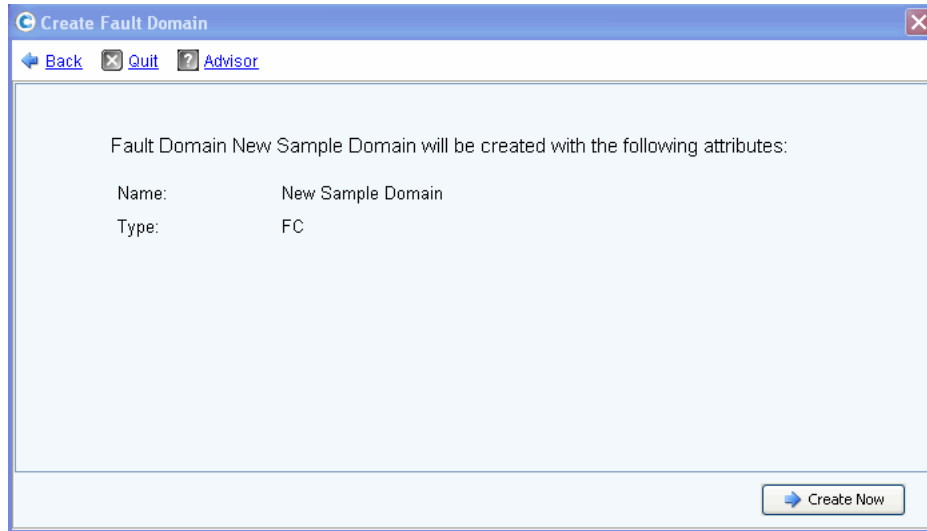 Create Fault Domain
Back Quit Advisor
Fault Domain New Sample Domain will be created with the following attributes:
Name: New Sample Domain
Type: FC
Create Now